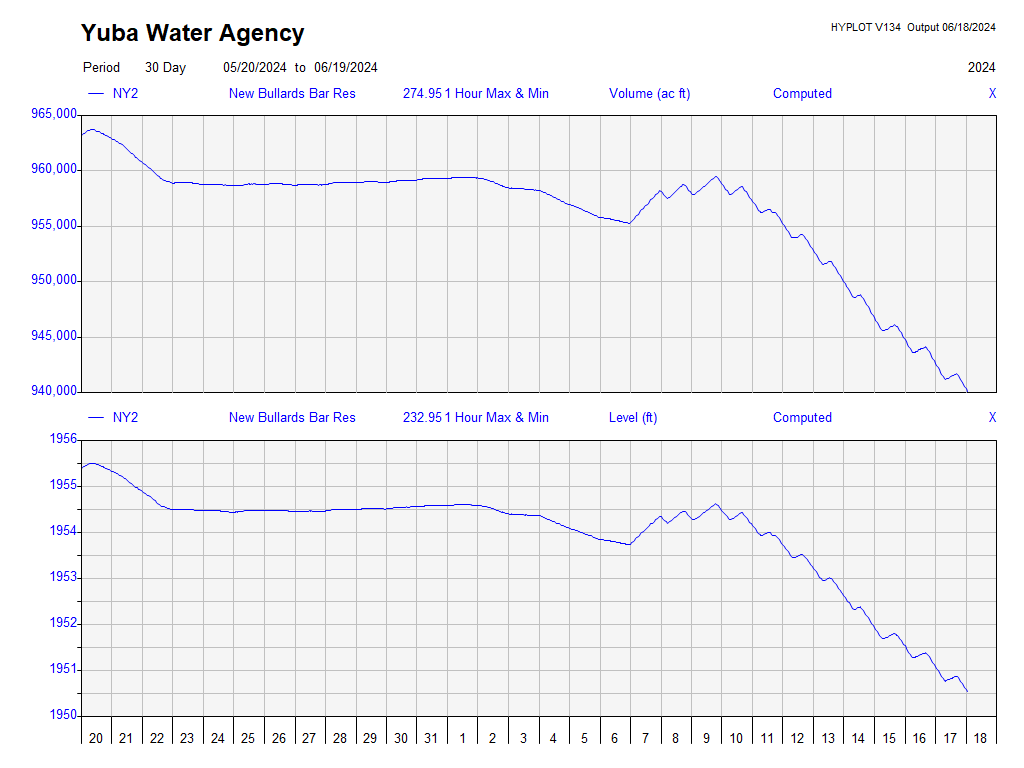 Yuba Water Agency
HYPLOT V134 Output 06/18/2024
Period 30 Day 05/20/2024 to 06/19/2024 2024
NY2 New Bullards Bar Res 274.95 1 Hour Max & Min Volume (ac ft) Computed X
965,000
960,000
955,000
950,000
945,000
940,000
NY2 New Bullards Bar Res 232.95 1 Hour Max & Min Level (ft) Computed X
1956
1955
1954
1953
1952
1951
1950
20 21 22 23 24 25 26 27 28 29 30 31 1 2 3 4 5 6 7 8 9 10 11 12 13 14 15 16 17 18